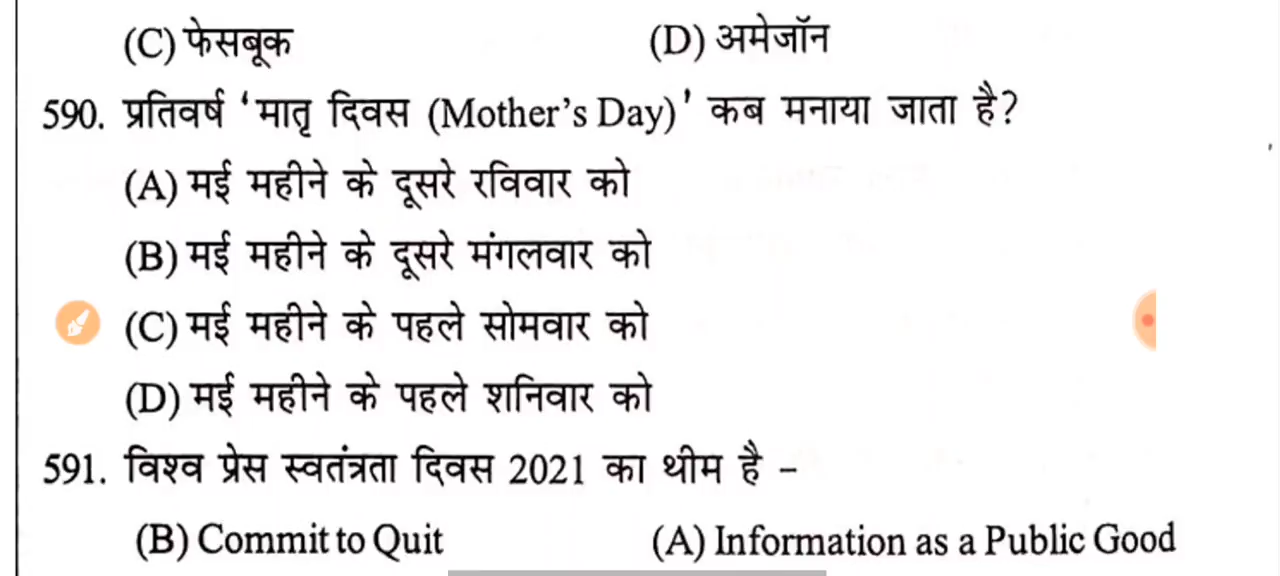 (C) फेसबूक (D) अमेजॉन
590. प्रतिवर्ष ‘मातृ दिवस (Mother’s Day)’ कब मनाया जाता है?
(A) मई महीने के दूसरे रविवार को
(B) मई महीने के दूसरे मंगलवार को
(C) मई महीने के पहले सोमवार को
(D) मई महीने के पहले शनिवार को
591. विश्व प्रेस स्वतंत्रता दिवस 2021 का थीम है –
(B) Commit to Quit (A) Information as a Public Good